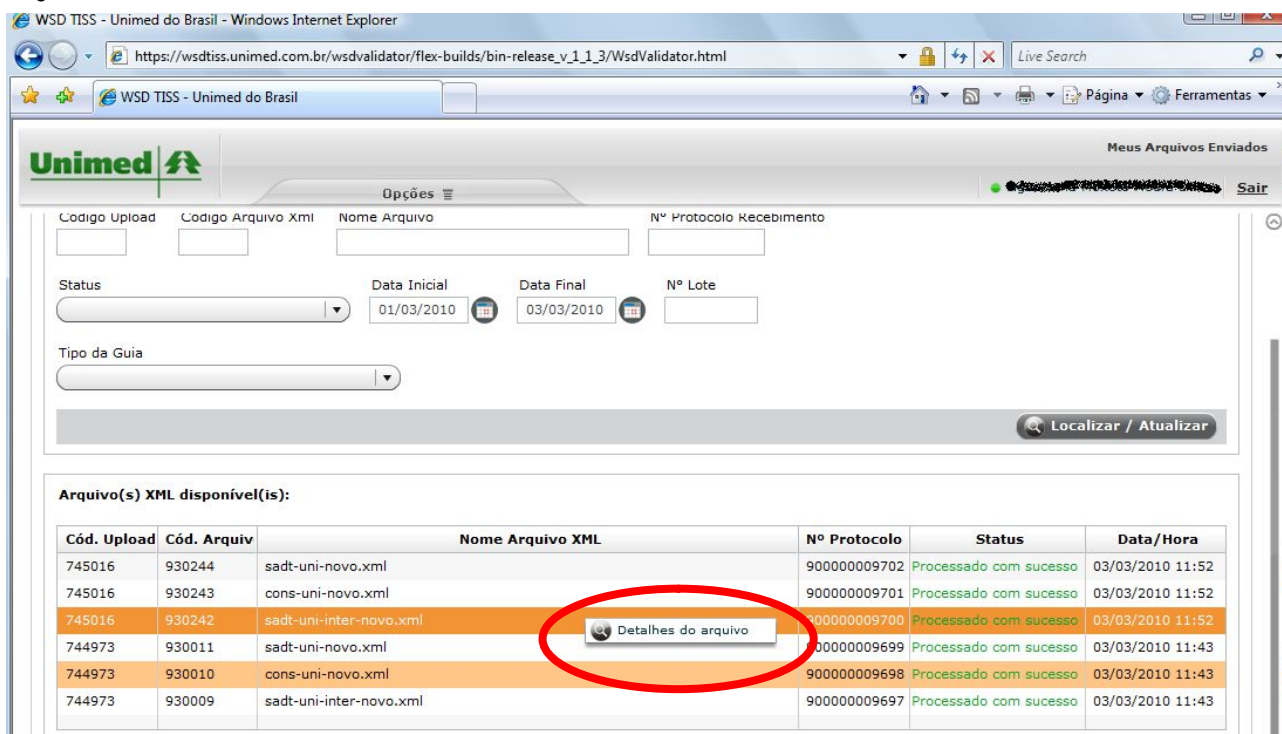 WSD TISS - Unimed do Brasil - Windows Internet Explorer
https://wsdtiss.unimed.com.br/wsdvalidator/flex-builds/bin-release_v_1_1_3/WsdValidator.html Live Search
WSD TISS - Unimed do Brasil Página Ferramentas
Meus Arquivos Enviados
Unimed
Opções Sair
Codigo Upload Codigo Arquivo Xml Nome Arquivo Nº Protocolo Recebimento
Status Data Inicial Data Final Nº Lote
01/03/2010 03/03/2010
Tipo da Guia
Localizar / Atualizar
Arquivo(s) XML disponível(is):
Cód. Upload Cód. Arquiv Nome Arquivo XML Nº Protocolo Status Data/Hora
745016 930244 sadt-uni-novo.xml 900000009702 Processado com sucesso 03/03/2010 11:52
745016 930243 cons-uni-novo.xml 900000009701 Processado com sucesso 03/03/2010 11:52
745016 930242 sadt-uni-inter-novo.xml 900000009700 Processado com sucesso 03/03/2010 11:52
Detalhes do arquivo
744973 930011 sadt-uni-novo.xml 900000009699 Processado com sucesso 03/03/2010 11:43
744973 930010 cons-uni-novo.xml 900000009698 Processado com sucesso 03/03/2010 11:43
744973 930009 sadt-uni-inter-novo.xml 900000009697 Processado com sucesso 03/03/2010 11:43